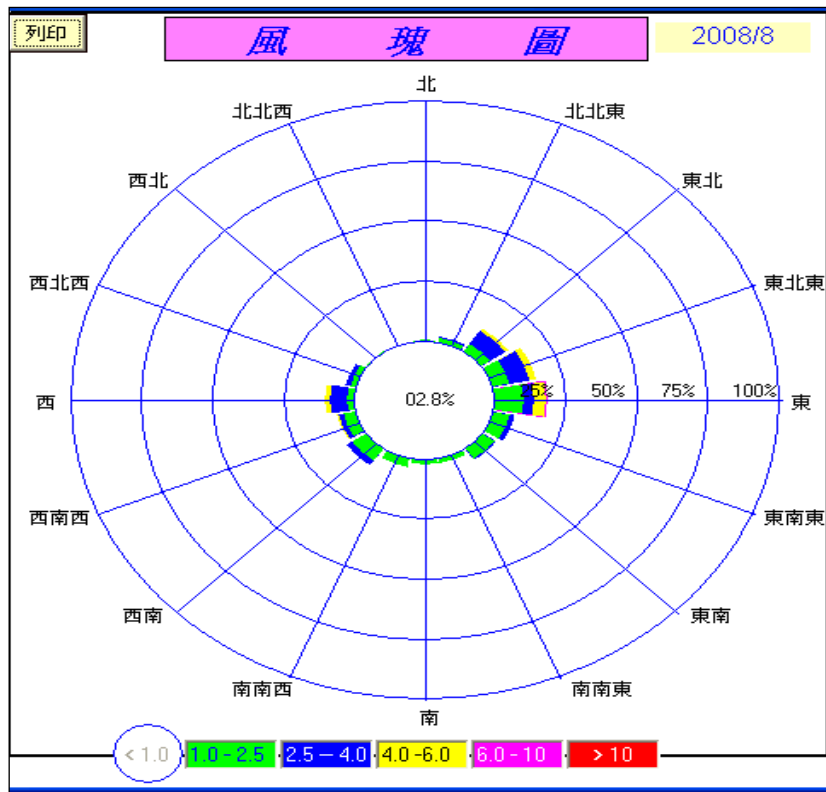 列印
風 瑰 圖
2008/8
北
北北西
北北東
西北
東北
西北西
東北東
西
02.8%
25%
50%
75%
100%
東
西南西
東南東
西南
東南
南南西
南南東
南
< 1.0
1.0 - 2.5
2.5 — 4.0
4.0 -6.0
6.0 - 10
> 10